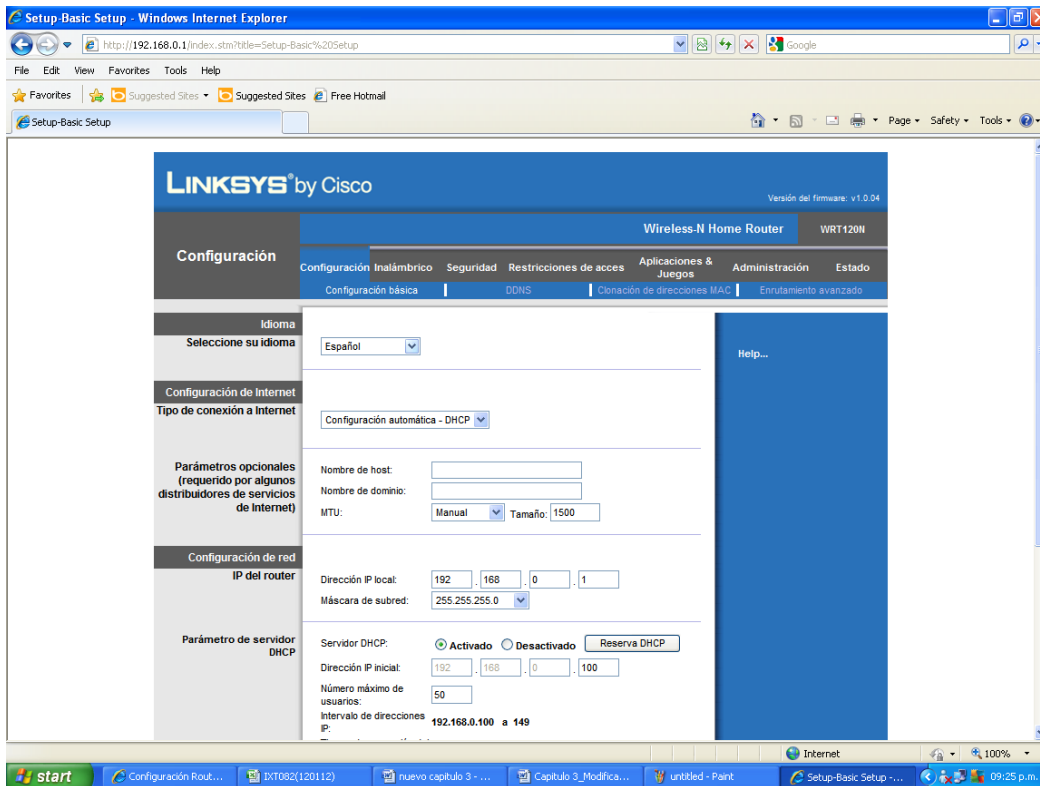 Setup-Basic Setup - Windows Internet Explorer
http://192.168.0.1/index.stm?title=Setup-Basic%20Setup
Google
File Edit View Favorites Tools Help
Favorites Suggested Sites Suggested Sites Free Hotmail
Setup-Basic Setup
Page Safety Tools
LINKSYS® by Cisco
Versión del firmware: v1.0.04
Wireless-N Home Router WRT120N
Configuración
Configuración Inalámbrico Seguridad Restricciones de acces Aplicaciones & Juegos Administración Estado
Configuración básica DDNS Clonación de direcciones MAC Enrutamiento avanzado
Idioma
Seleccione su idioma
Español
Help...
Configuración de Internet
Tipo de conexión a Internet
Configuración automática - DHCP
Parámetros opcionales
(requerido por algunos
distribuidores de servicios
de Internet)
Nombre de host:
Nombre de dominio:
MTU: Manual Tamaño: 1500
Configuración de red
IP del router
Dirección IP local: 192 . 168 . 0 . 1
Máscara de subred: 255.255.255.0
Parámetro de servidor
DHCP
Servidor DHCP: Activado Desactivado Reserva DHCP
Dirección IP inicial: 192 . 168 . 0 . 100
Número máximo de
usuarios: 50
Intervalo de direcciones
IP: 192.168.0.100 a 149
Internet 100%
start Configuración Rout... IXT082(120112) nuevo capitulo 3 - ... Capitulo 3_Modifica... untitled - Paint Setup-Basic Setup -... 09:25 p.m.